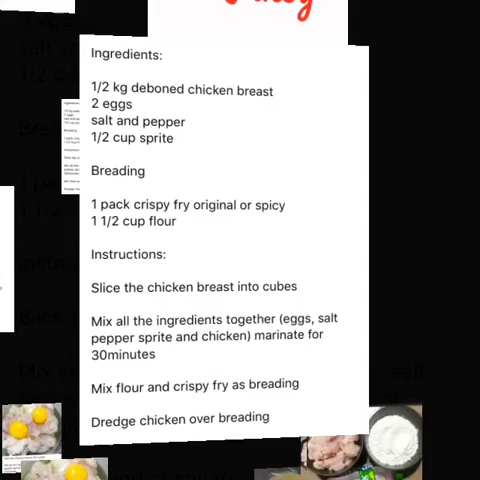 Ingredients:
1/2 kg deboned chicken breast
2 eggs
salt and pepper
1/2 cup sprite
Breading
1 pack crispy fry original or spicy
1 1/2 cup flour
Instructions:
Slice the chicken breast into cubes
Mix all the ingredients together (eggs, salt
pepper sprite and chicken) marinate for
30minutes
Mix flour and crispy fry as breading
Dredge chicken over breading